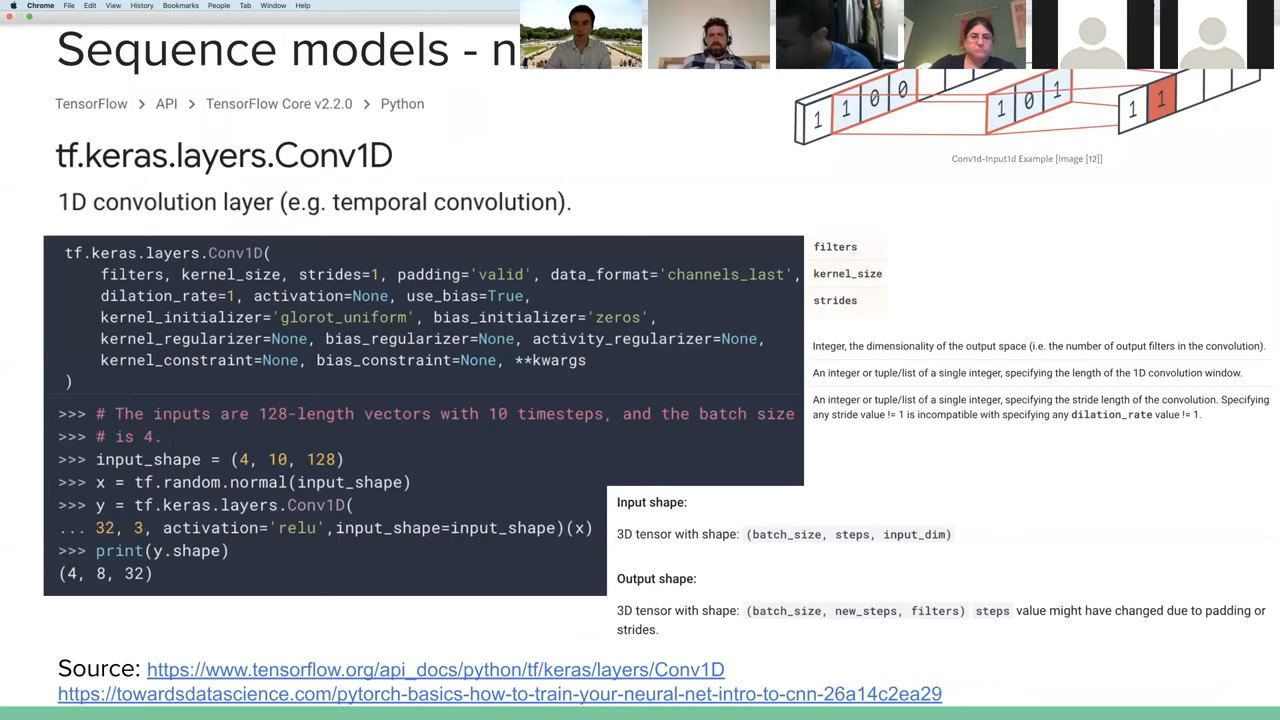 Chrome File Edit View History Bookmarks People Tab Window Help
Sequence models - n
TensorFlow > API > TensorFlow Core v2.2.0 > Python
tf.keras.layers.Conv1D
1D convolution layer (e.g. temporal convolution).
1 1 0 0
1 0 1
1 1
Conv1d-Input1d Example [Image [12]]
tf.keras.layers.Conv1D(
filters, kernel_size, strides=1, padding='valid', data_format='channels_last',
dilation_rate=1, activation=None, use_bias=True,
kernel_initializer='glorot_uniform', bias_initializer='zeros',
kernel_regularizer=None, bias_regularizer=None, activity_regularizer=None,
kernel_constraint=None, bias_constraint=None, **kwargs
)
>>> # The inputs are 128-length vectors with 10 timesteps, and the batch size
>>> # is 4.
>>> input_shape = (4, 10, 128)
>>> x = tf.random.normal(input_shape)
>>> y = tf.keras.layers.Conv1D(
... 32, 3, activation='relu',input_shape=input_shape)(x)
>>> print(y.shape)
(4, 8, 32)
filters
kernel_size
strides
Integer, the dimensionality of the output space (i.e. the number of output filters in the convolution).
An integer or tuple/list of a single integer, specifying the length of the 1D convolution window.
An integer or tuple/list of a single integer, specifying the stride length of the convolution. Specifying
any stride value != 1 is incompatible with specifying any dilation_rate value != 1.
Input shape:
3D tensor with shape: (batch_size, steps, input_dim)
Output shape:
3D tensor with shape: (batch_size, new_steps, filters) steps value might have changed due to padding or
strides.
Source: https://www.tensorflow.org/api_docs/python/tf/keras/layers/Conv1D
https://towardsdatascience.com/pytorch-basics-how-to-train-your-neural-net-intro-to-cnn-26a14c2ea29